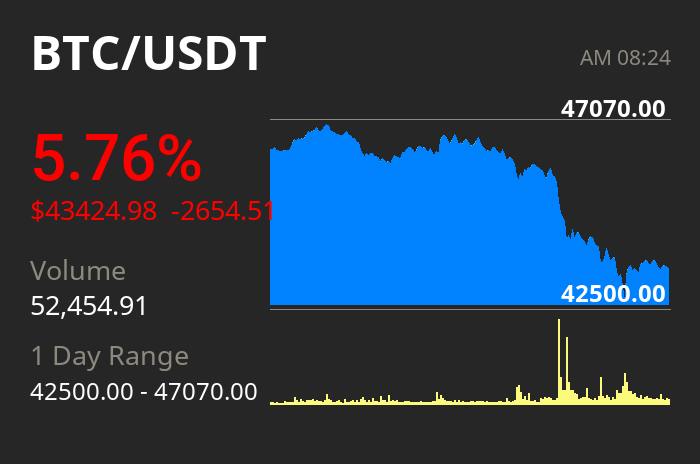 BTC/USDT
AM 08:24
47070.00
5.76%
$43424.98 -2654.51
Volume
52,454.91
42500.00
1 Day Range
42500.00 - 47070.00